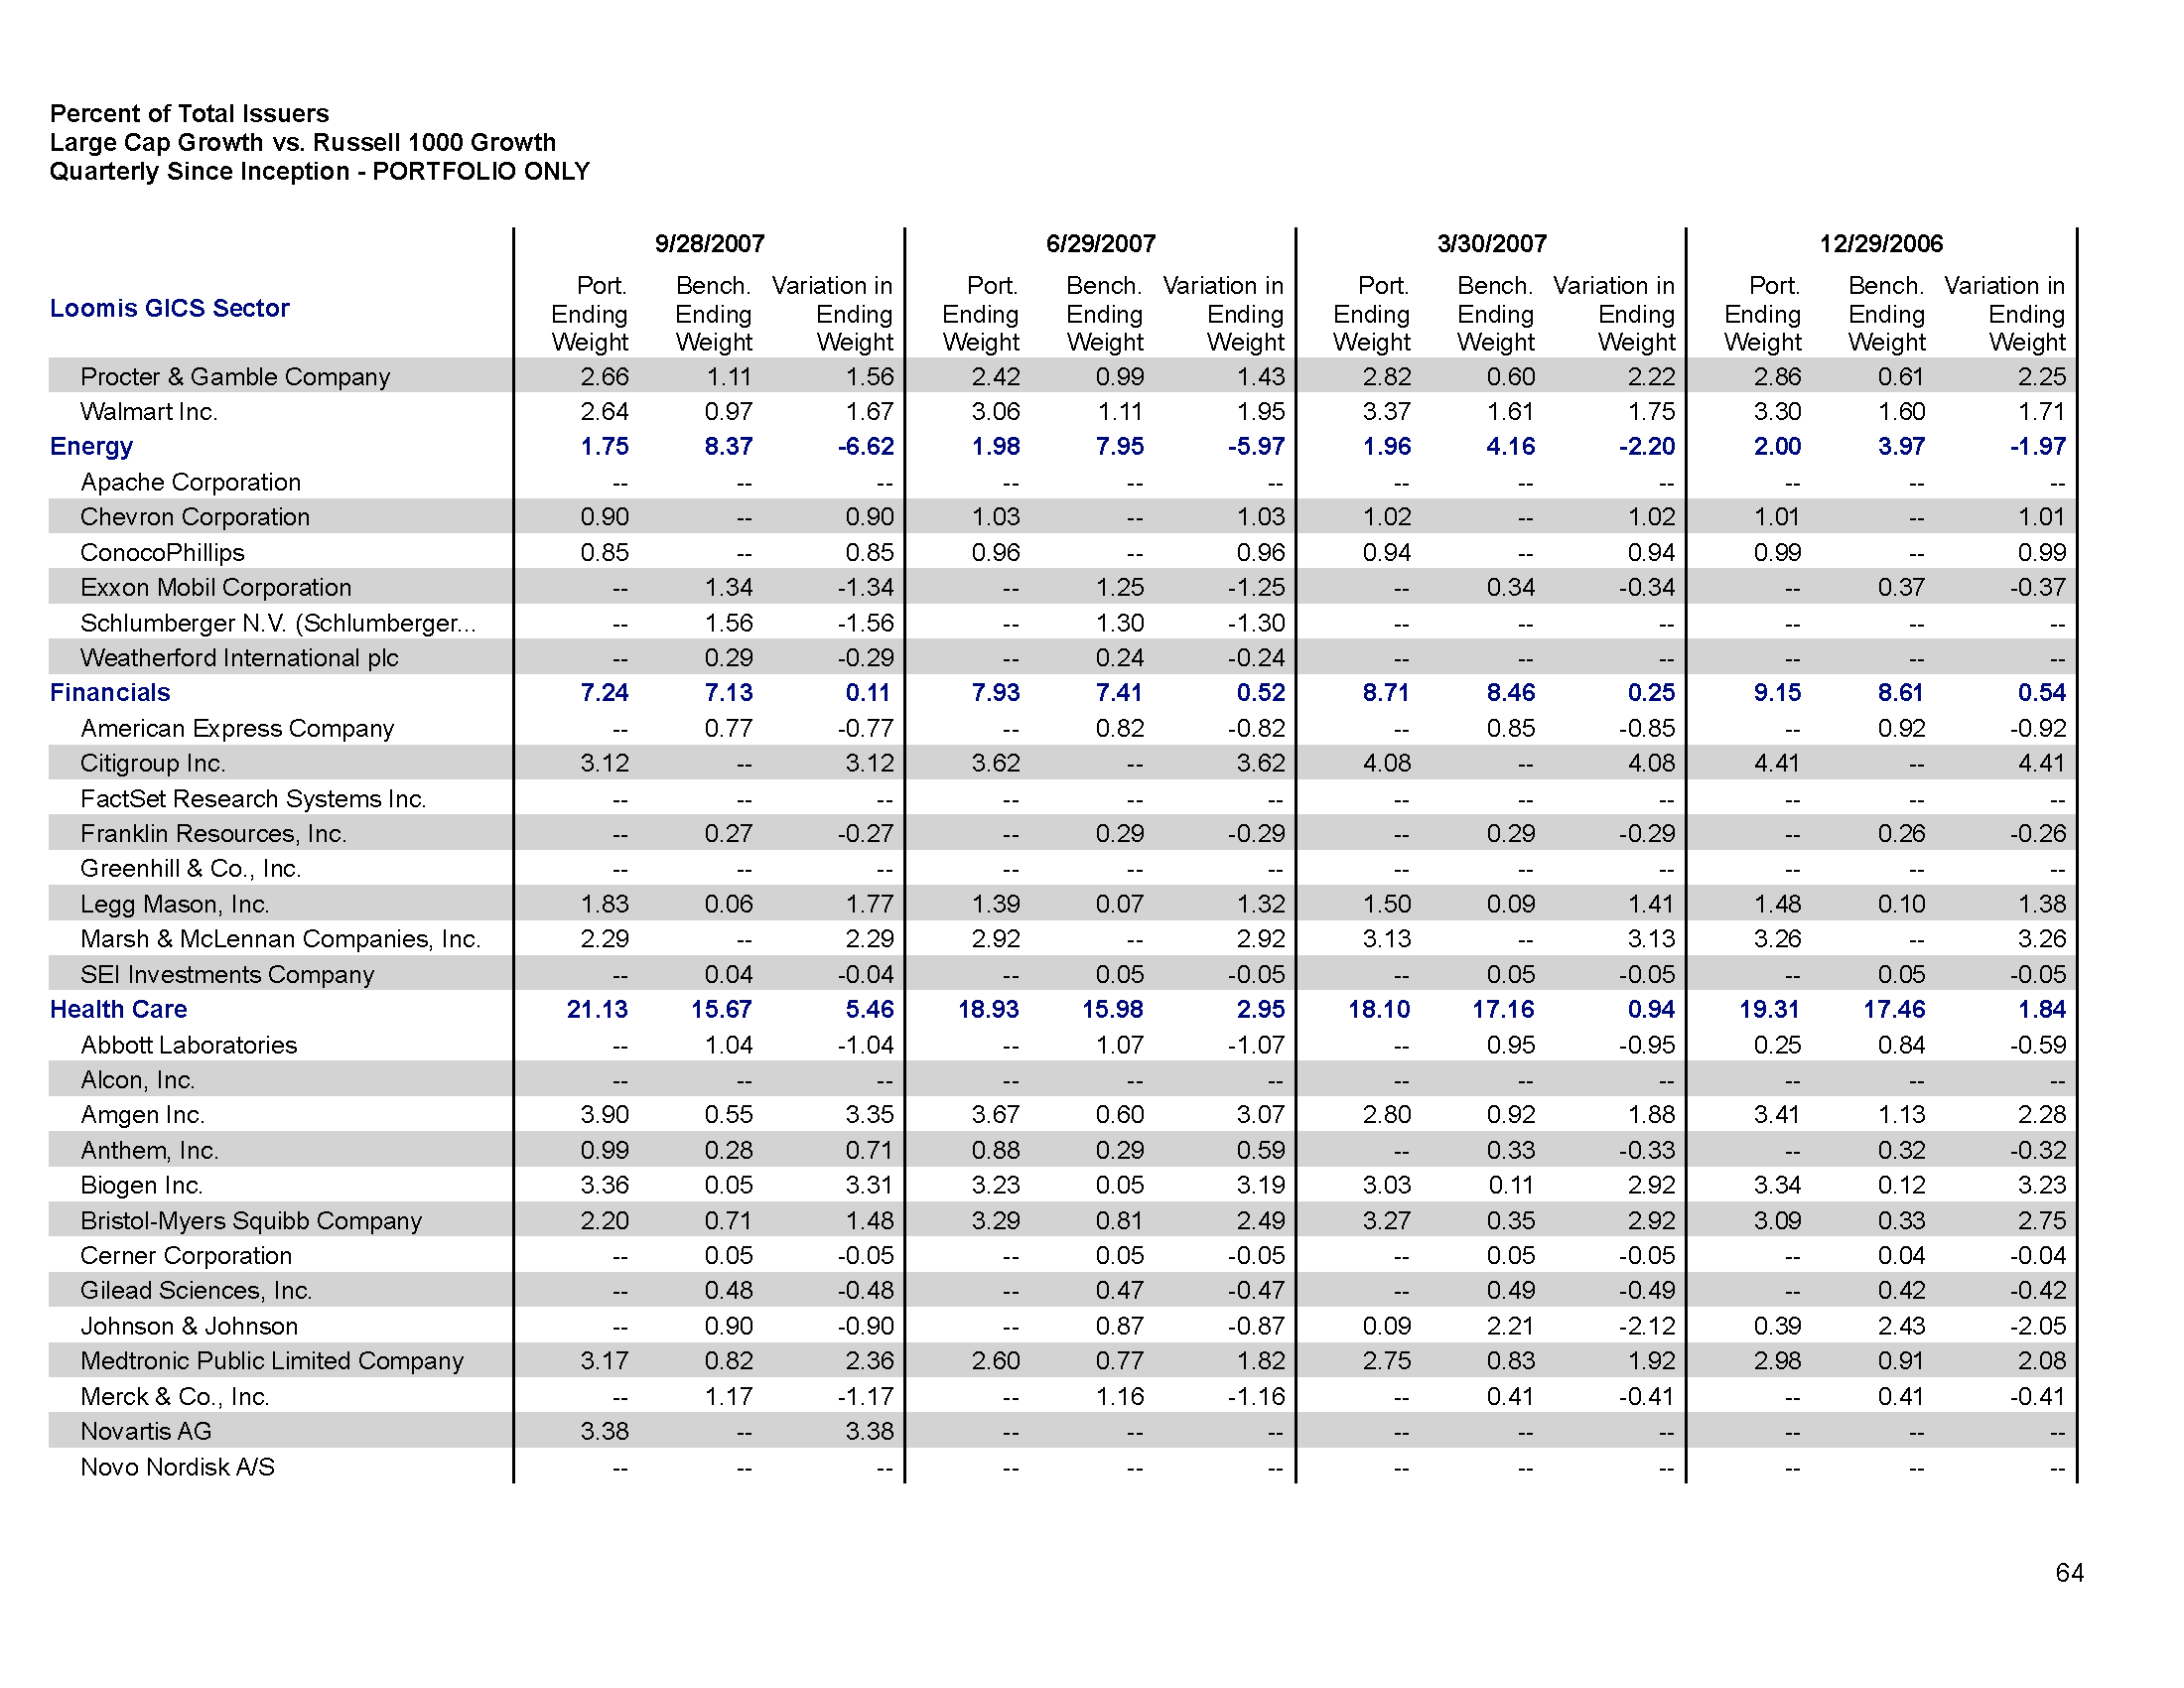 Percent of Total Issuers
Large Cap Growth vs. Russell 1000 Growth
Quarterly Since Inception - PORTFOLIO ONLY
9/28/2007 6/29/2007 3/30/2007 12/29/2006
Loomis GICS Sector
Port. Bench. Variation in Port. Bench. Variation in Port. Bench. Variation in Port. Bench. Variation in
Ending Ending Ending Ending Ending Ending Ending Ending Ending Ending Ending Ending
Weight Weight Weight Weight Weight Weight Weight Weight Weight Weight Weight Weight
Procter & Gamble Company 2.66 1.11 1.56 2.42 0.99 1.43 2.82 0.60 2.22 2.86 0.61 2.25
Walmart Inc. 2.64 0.97 1.67 3.06 1.11 1.95 3.37 1.61 1.75 3.30 1.60 1.71
Energy 1.75 8.37 -6.62 1.98 7.95 -5.97 1.96 4.16 -2.20 2.00 3.97 -1.97
Apache Corporation -- -- -- -- -- -- -- -- -- -- -- --
Chevron Corporation 0.90 -- 0.90 1.03 -- 1.03 1.02 -- 1.02 1.01 -- 1.01
ConocoPhillips 0.85 -- 0.85 0.96 -- 0.96 0.94 -- 0.94 0.99 -- 0.99
Exxon Mobil Corporation -- 1.34 -1.34 -- 1.25 -1.25 -- 0.34 -0.34 -- 0.37 -0.37
Schlumberger N.V. (Schlumberger... -- 1.56 -1.56 -- 1.30 -1.30 -- -- -- -- -- --
Weatherford International plc -- 0.29 -0.29 -- 0.24 -0.24 -- -- -- -- -- --
Financials 7.24 7.13 0.11 7.93 7.41 0.52 8.71 8.46 0.25 9.15 8.61 0.54
American Express Company -- 0.77 -0.77 -- 0.82 -0.82 -- 0.85 -0.85 -- 0.92 -0.92
Citigroup Inc. 3.12 -- 3.12 3.62 -- 3.62 4.08 -- 4.08 4.41 -- 4.41
FactSet Research Systems Inc. -- -- -- -- -- -- -- -- -- -- -- --
Franklin Resources, Inc. -- 0.27 -0.27 -- 0.29 -0.29 -- 0.29 -0.29 -- 0.26 -0.26
Greenhill & Co., Inc. -- -- -- -- -- -- -- -- -- -- -- --
Legg Mason, Inc. 1.83 0.06 1.77 1.39 0.07 1.32 1.50 0.09 1.41 1.48 0.10 1.38
Marsh & McLennan Companies, Inc. 2.29 -- 2.29 2.92 -- 2.92 3.13 -- 3.13 3.26 -- 3.26
SEI Investments Company -- 0.04 -0.04 -- 0.05 -0.05 -- 0.05 -0.05 -- 0.05 -0.05
Health Care 21.13 15.67 5.46 18.93 15.98 2.95 18.10 17.16 0.94 19.31 17.46 1.84
Abbott Laboratories -- 1.04 -1.04 -- 1.07 -1.07 -- 0.95 -0.95 0.25 0.84 -0.59
Alcon, Inc. -- -- -- -- -- -- -- -- -- -- -- --
Amgen Inc. 3.90 0.55 3.35 3.67 0.60 3.07 2.80 0.92 1.88 3.41 1.13 2.28
Anthem, Inc. 0.99 0.28 0.71 0.88 0.29 0.59 -- 0.33 -0.33 -- 0.32 -0.32
Biogen Inc. 3.36 0.05 3.31 3.23 0.05 3.19 3.03 0.11 2.92 3.34 0.12 3.23
Bristol-Myers Squibb Company 2.20 0.71 1.48 3.29 0.81 2.49 3.27 0.35 2.92 3.09 0.33 2.75
Cerner Corporation -- 0.05 -0.05 -- 0.05 -0.05 -- 0.05 -0.05 -- 0.04 -0.04
Gilead Sciences, Inc. -- 0.48 -0.48 -- 0.47 -0.47 -- 0.49 -0.49 -- 0.42 -0.42
Johnson & Johnson -- 0.90 -0.90 -- 0.87 -0.87 0.09 2.21 -2.12 0.39 2.43 -2.05
Medtronic Public Limited Company 3.17 0.82 2.36 2.60 0.77 1.82 2.75 0.83 1.92 2.98 0.91 2.08
Merck & Co., Inc. -- 1.17 -1.17 -- 1.16 -1.16 -- 0.41 -0.41 -- 0.41 -0.41
Novartis AG 3.38 -- 3.38 -- -- -- -- -- -- -- -- --
Novo Nordisk A/S -- -- -- -- -- -- -- -- -- -- -- --
64